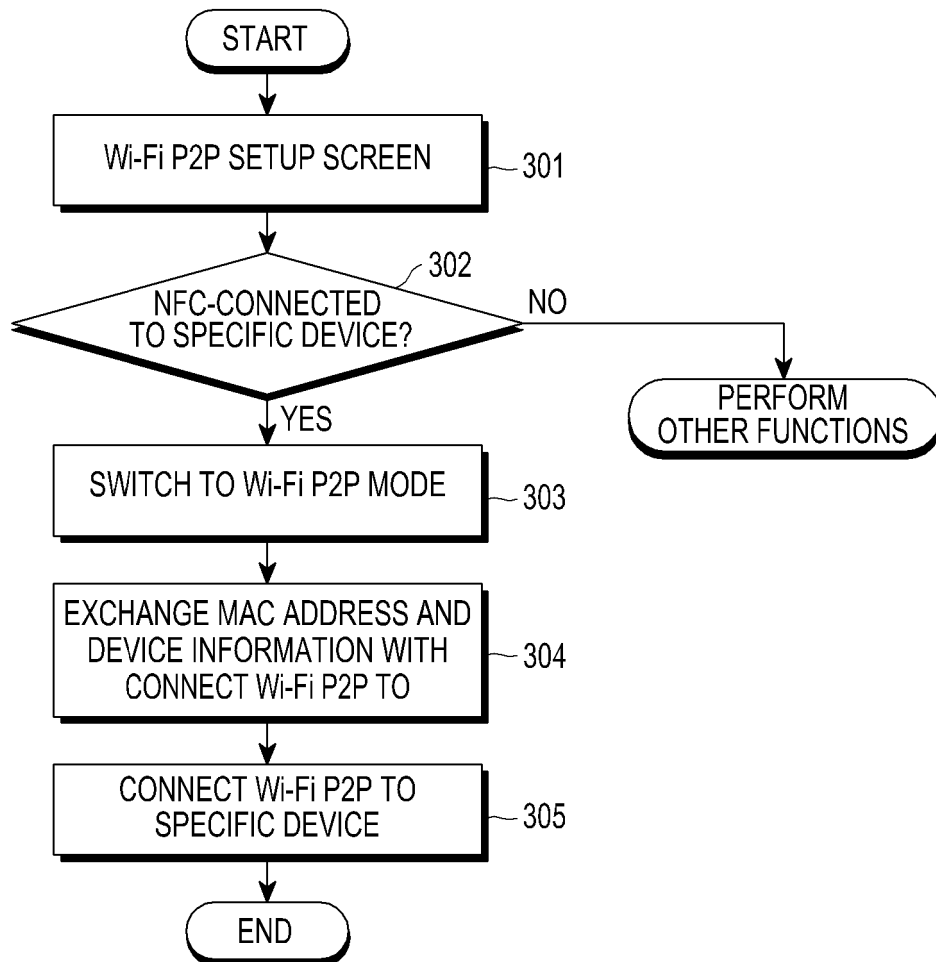 START
Wi-Fi P2P SETUP SCREEN
301
302
NFC-CONNECTED
TO SPECIFIC DEVICE?
NO
YES
PERFORM
OTHER FUNCTIONS
SWITCH TO Wi-Fi P2P MODE
303
EXCHANGE MAC ADDRESS AND
DEVICE INFORMATION WITH
CONNECT Wi-Fi P2P TO
304
CONNECT Wi-Fi P2P TO
SPECIFIC DEVICE
305
END